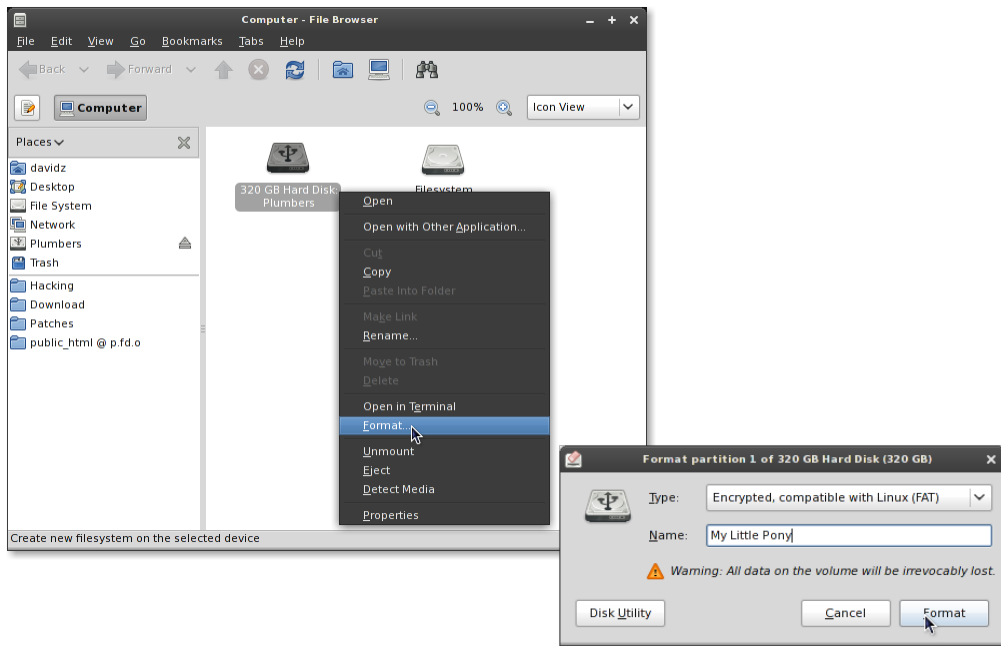 Computer - File Browser
File Edit View Go Bookmarks Tabs Help
Back Forward
Computer 100% Icon View
Places
davidz
Desktop
File System
Network
Plumbers
Trash
Hacking
Download
Patches
public_html @ p.fd.o
320 GB Hard Disk:
Plumbers
Filesystem
Open
Open with Other Application...
Cut
Copy
Paste Into Folder
Make Link
Rename...
Move to Trash
Delete
Open in Terminal
Format...
Unmount
Eject
Detect Media
Properties
Create new filesystem on the selected device
Format partition 1 of 320 GB Hard Disk (320 GB)
Type: Encrypted, compatible with Linux (FAT)
Name: My Little Pony
Warning: All data on the volume will be irrevocably lost.
Disk Utility Cancel Format